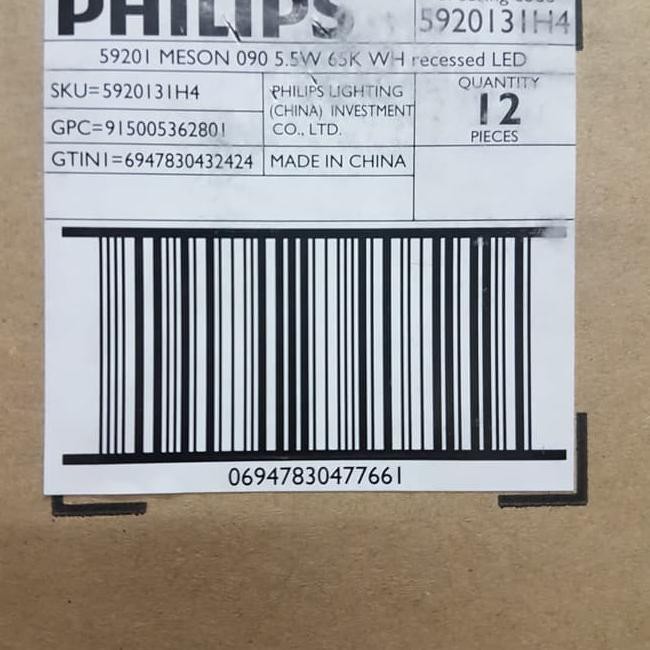 PHILIPS
5920131H4
59201 MESON 090 5.5W 65K WH recessed LED
SKU=5920131H4
PHILIPS LIGHTING
(CHINA) INVESTMENT
CO., LTD.
QUANTITY
12
PIECES
GPC=915005362801
GTIN1=6947830432424
MADE IN CHINA
06947830477661